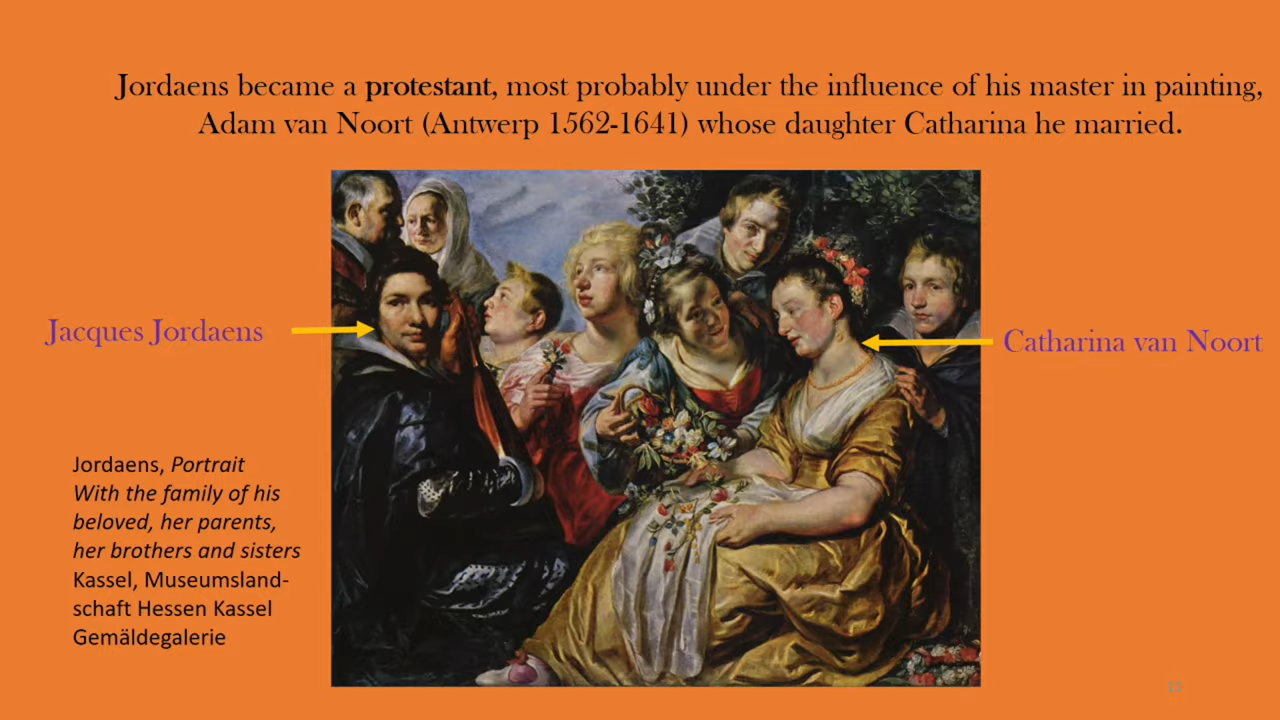 Jordaens became a protestant, most probably under the influence of his master in painting,
Adam van Noort (Antwerp 1562-1641) whose daughter Catharina he married.
Jacques Jordaens
Catharina van Noort
Jordaens, Portrait
With the family of his
beloved, her parents,
her brothers and sisters
Kassel, Museumsland-
schaft Hessen Kassel
Gemäldegalerie